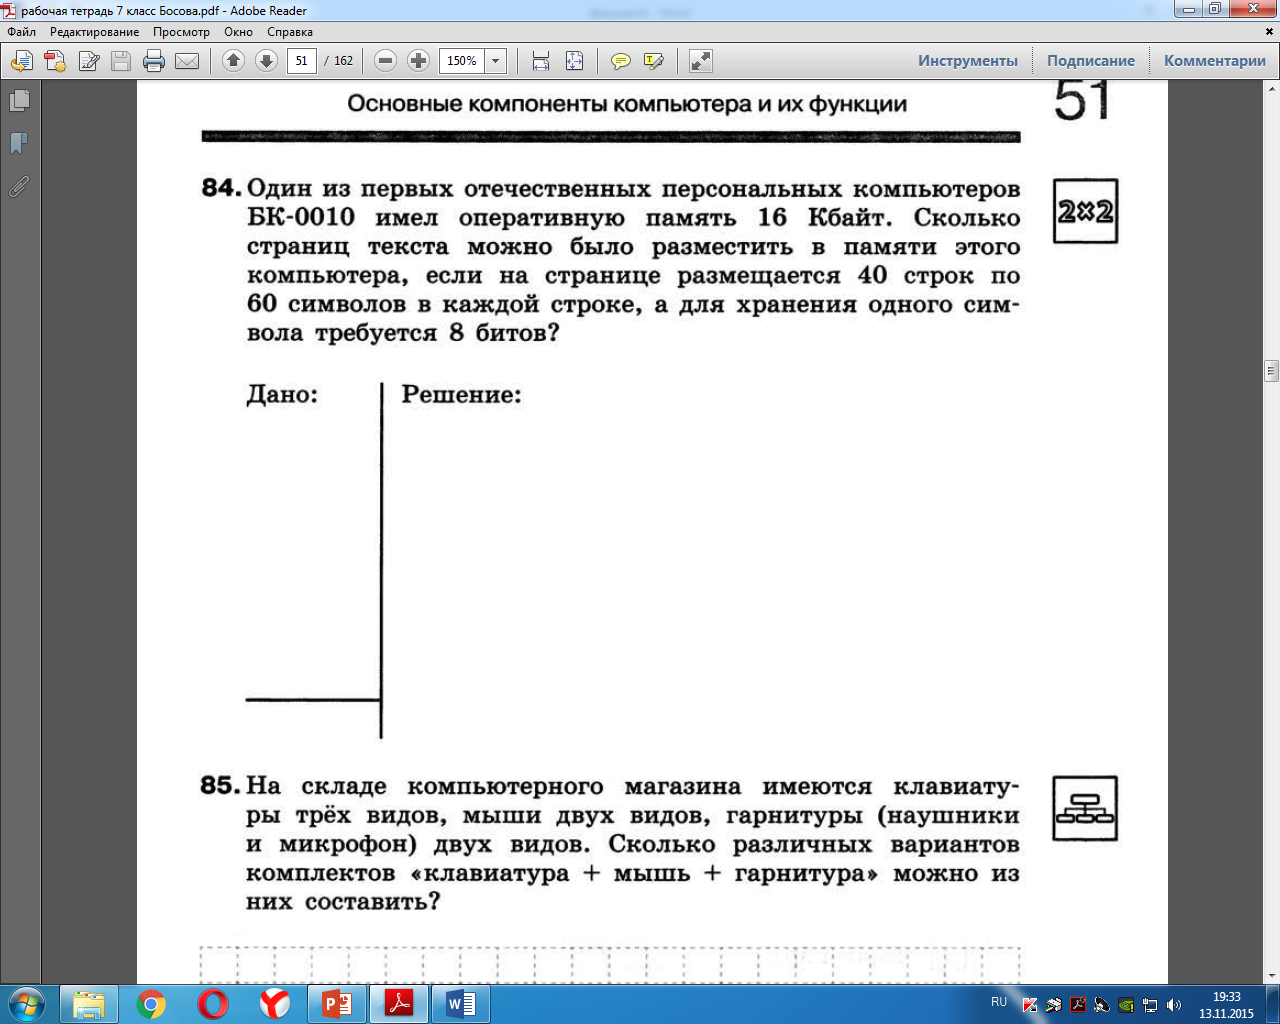 рабочая тетрадь 7 класс Босова.pdf - Adobe Reader
Файл Редактирование Просмотр Окно Справка
51 / 162 150% Инструменты Подписание Комментарии
Основные компоненты компьютера и их функции 51
84. Один из первых отечественных персональных компьютеров
БК-0010 имел оперативную память 16 Кбайт. Сколько
страниц текста можно было разместить в памяти этого
компьютера, если на странице размещается 40 строк по
60 символов в каждой строке, а для хранения одного сим-
вола требуется 8 битов?
2×2
Дано: Решение:
85. На складе компьютерного магазина имеются клавиату-
ры трёх видов, мыши двух видов, гарнитуры (наушники
и микрофон) двух видов. Сколько различных вариантов
комплектов «клавиатура + мышь + гарнитура» можно из
них составить?
RU 19:33
13.11.2015